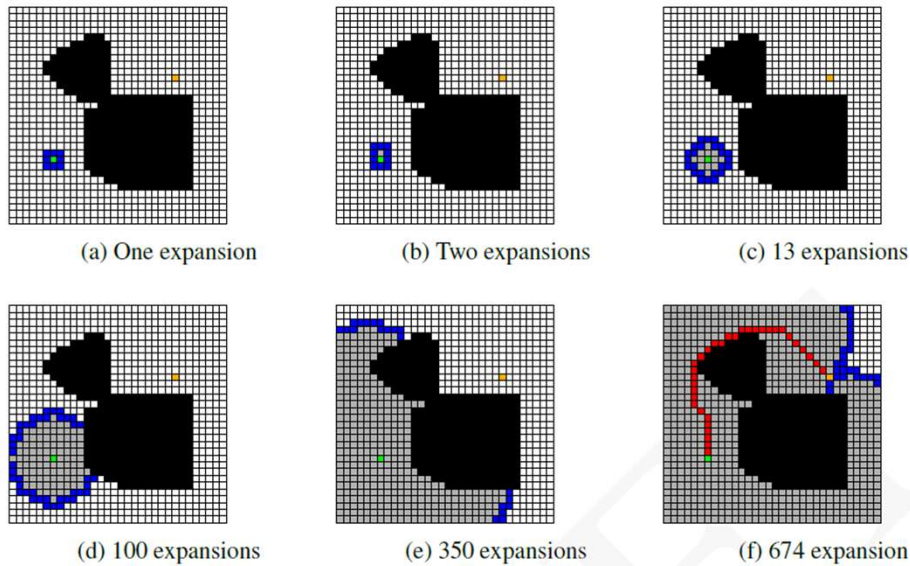 (a) One expansion
(b) Two expansions
(c) 13 expansions
(d) 100 expansions
(e) 350 expansions
(f) 674 expansion